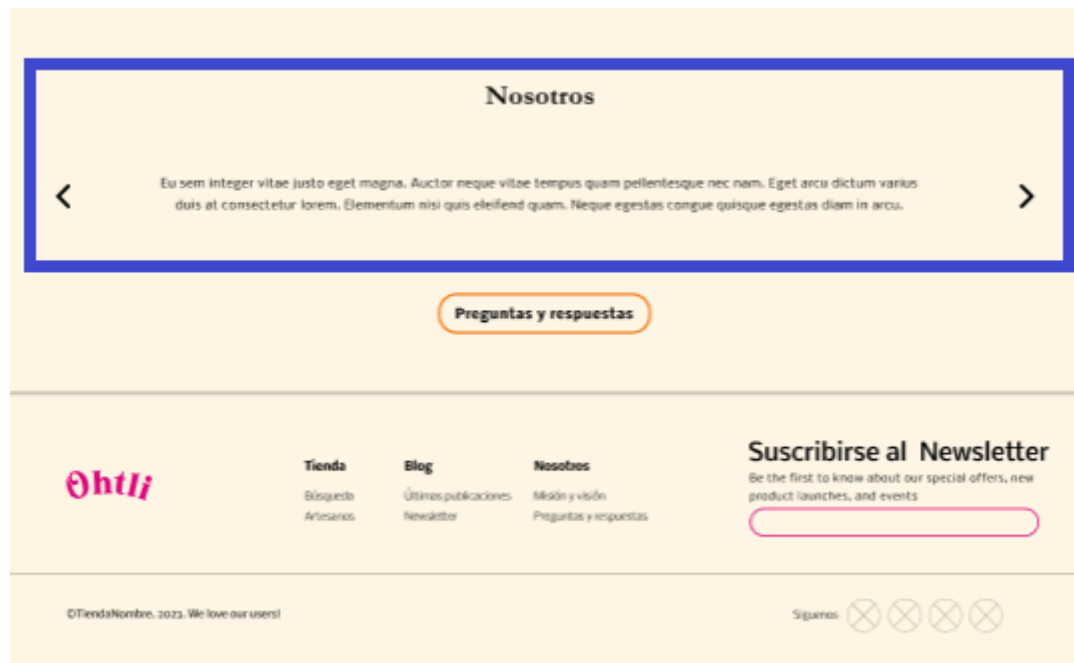 Nosotros
Eu sem integer vitae justo eget magna. Auctor neque vitae tempus quam pellentesque nec nam. Eget arcu dictum varius
duis at consectetur lorem. Elementum nisi quis eleifend quam. Neque egestas congue quisque egestas diam in arcu.
Preguntas y respuestas
Ohtli
Tienda
Búsqueda
Artesanos
Blog
Últimas publicaciones
Newsletter
Nosotros
Misión y visión
Preguntas y respuestas
Suscribirse al Newsletter
Be the first to know about our special offers, new
product launches, and events
©TiendaNombre, 2023. We love our users!
Síguenos